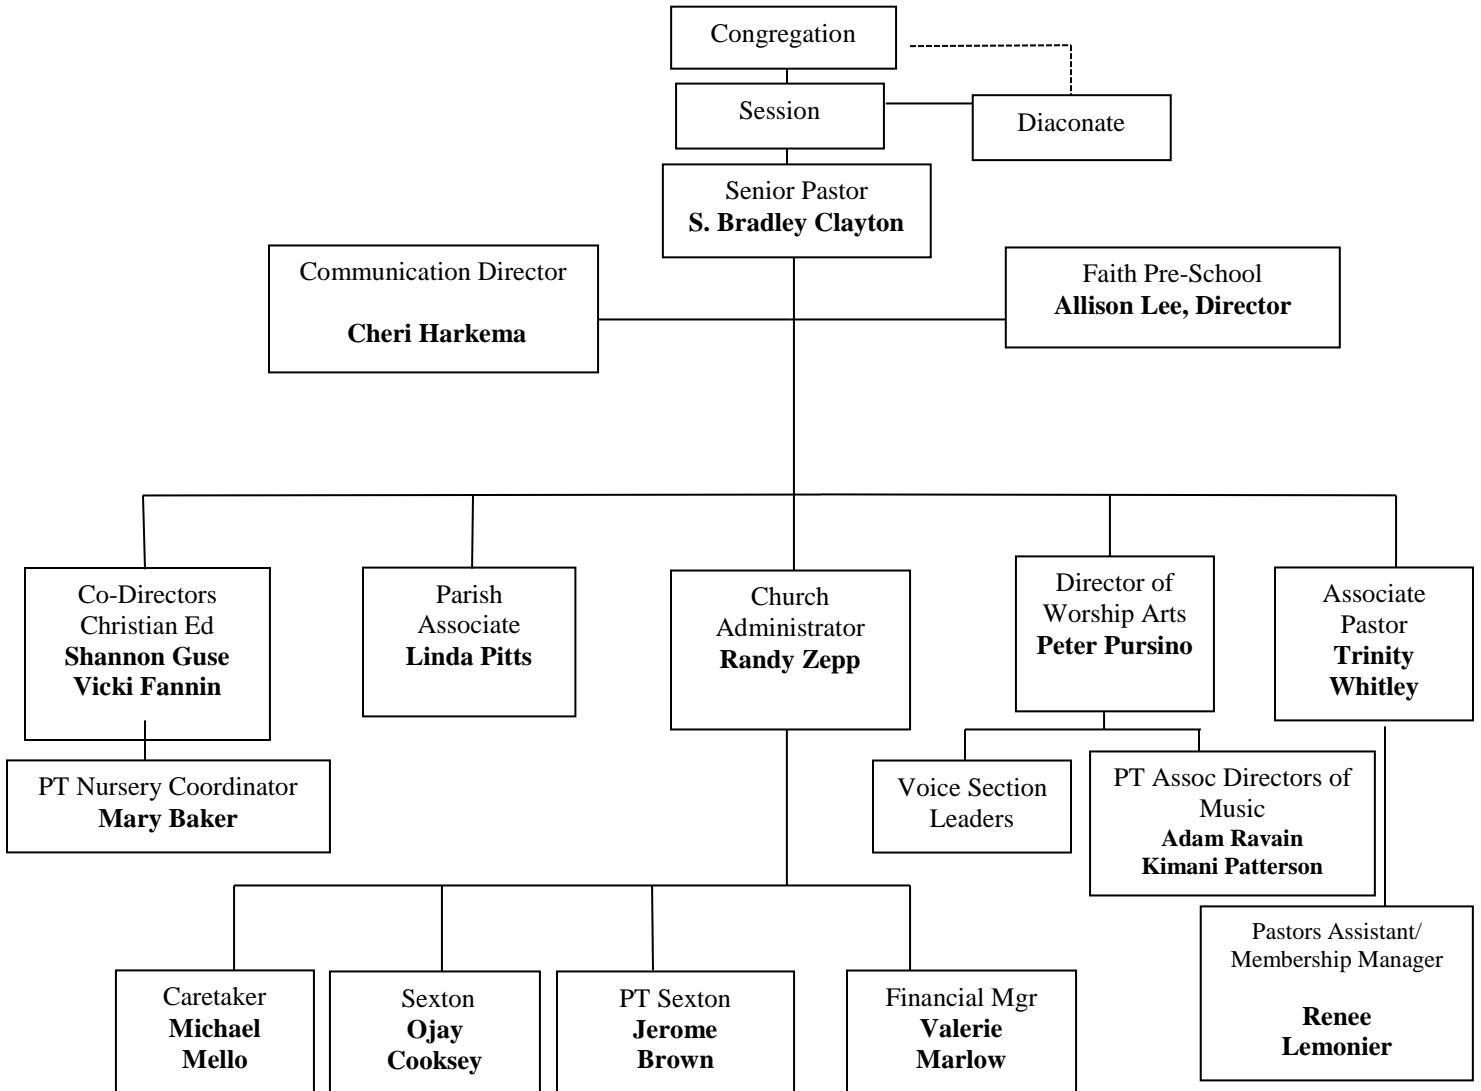 Congregation
Session
Diaconate
Senior Pastor
S. Bradley Clayton
Communication Director
Cheri Harkema
Faith Pre-School
Allison Lee, Director
Co-Directors
Christian Ed
Shannon Guse
Vicki Fannin
Parish
Associate
Linda Pitts
Church
Administrator
Randy Zepp
Director of
Worship Arts
Peter Pursino
Associate
Pastor
Trinity
Whitley
PT Nursery Coordinator
Mary Baker
Voice Section
Leaders
PT Assoc Directors of
Music
Adam Ravain
Kimani Patterson
Pastors Assistant/
Membership Manager
Renee
Lemonier
Caretaker
Michael
Mello
Sexton
Ojay
Cooksey
PT Sexton
Jerome
Brown
Financial Mgr
Valerie
Marlow